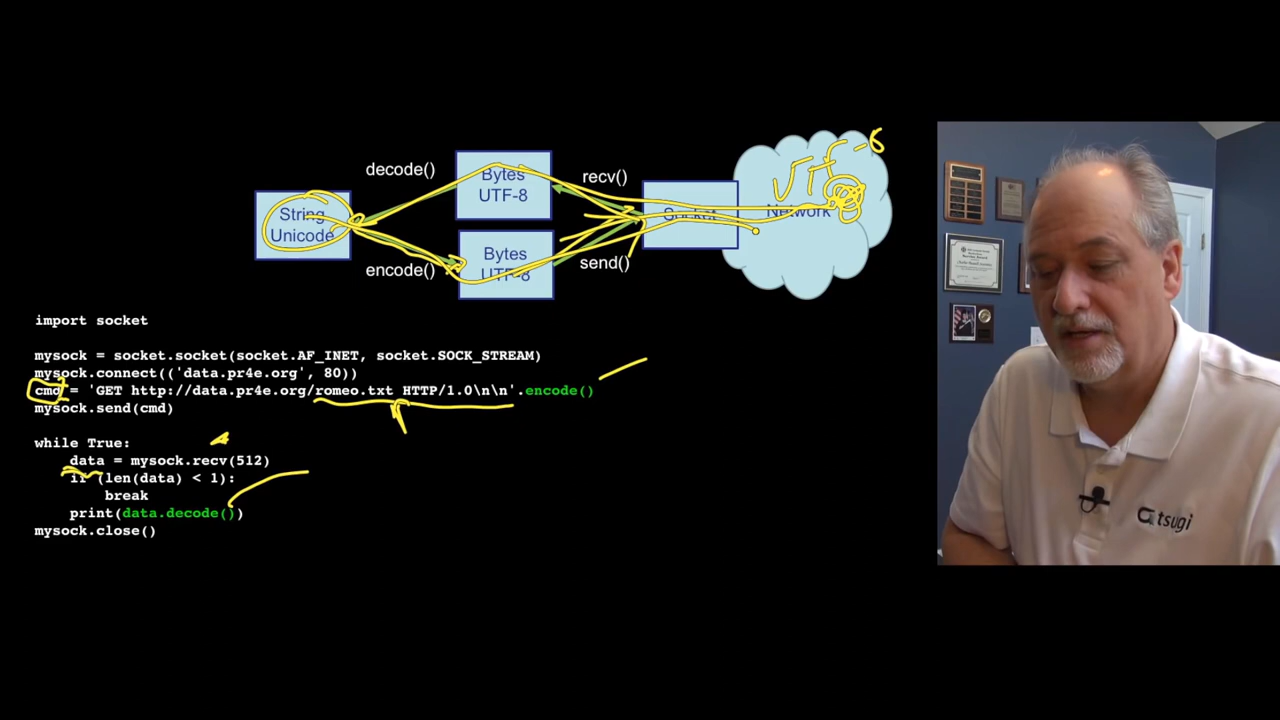 decode()
Bytes
UTF-8
recv()
String
Unicode
Socket
Network
encode()
Bytes
UTF-8
send()
import socket
mysock = socket.socket(socket.AF_INET, socket.SOCK_STREAM)
mysock.connect(('data.pr4e.org', 80))
cmd = 'GET http://data.pr4e.org/romeo.txt HTTP/1.0\n\n'.encode()
mysock.send(cmd)
while True:
data = mysock.recv(512)
if (len(data) < 1):
break
print(data.decode())
mysock.close()
tsugi